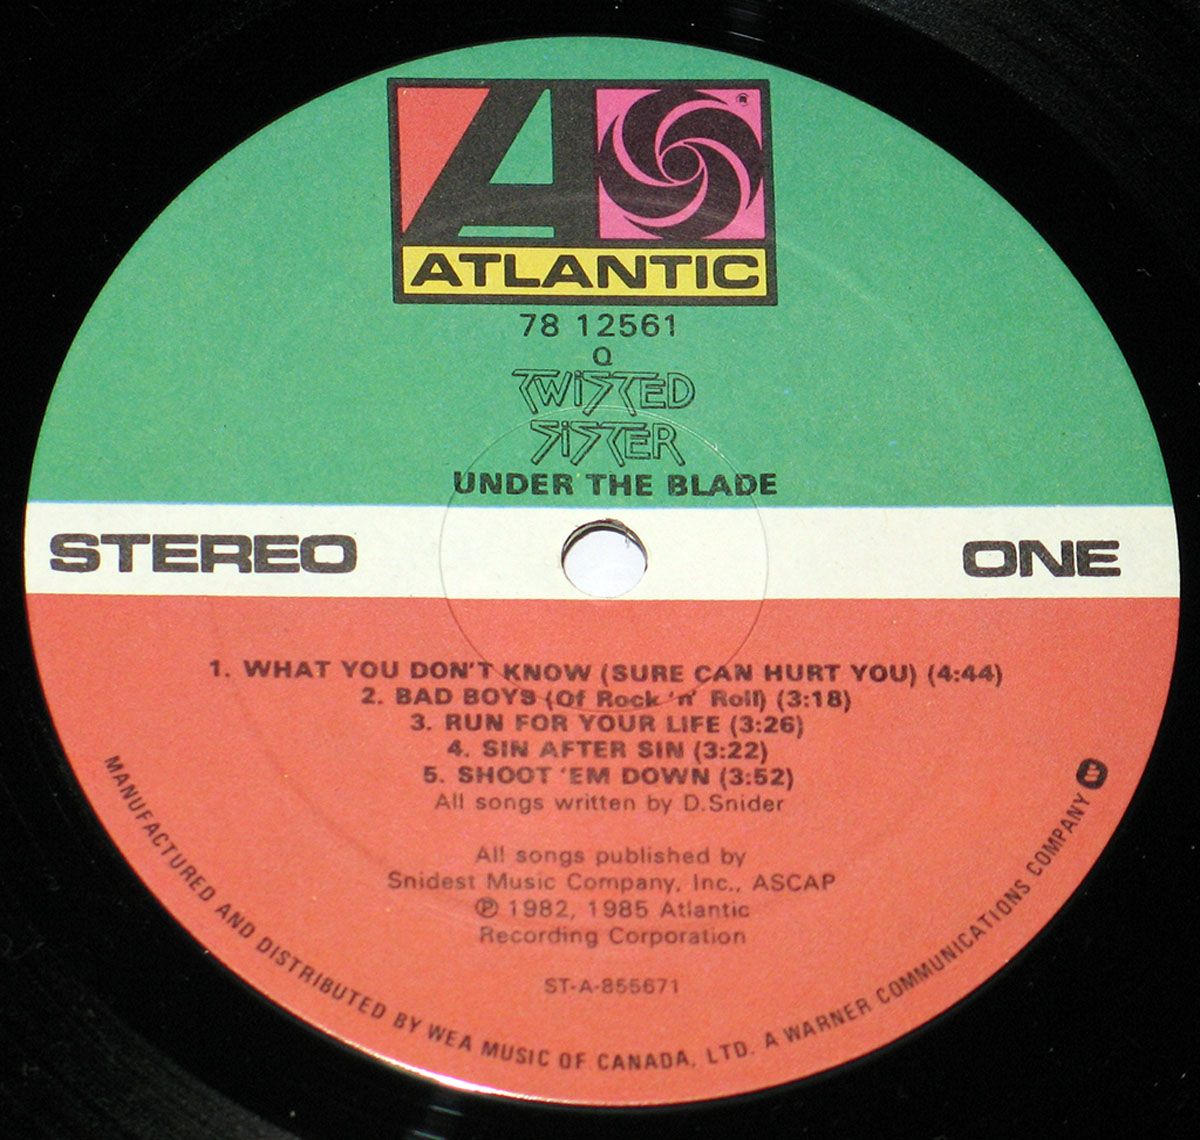 ATLANTIC
78 12561
Q
TWiSTED
SiSTER
UNDER THE BLADE
STEREO
ONE
1. WHAT YOU DON'T KNOW (SURE CAN HURT YOU) (4:44)
2. BAD BOYS (Of Rock 'n' Roll) (3:18)
3. RUN FOR YOUR LIFE (3:26)
4. SIN AFTER SIN (3:22)
5. SHOOT 'EM DOWN (3:52)
All songs written by D.Snider
All songs published by
Snidest Music Company, Inc., ASCAP
℗ 1982, 1985 Atlantic
Recording Corporation
ST-A-855671
MANUFACTURED AND DISTRIBUTED BY WEA MUSIC OF CANADA, LTD. A WARNER COMMUNICATIONS COMPANY